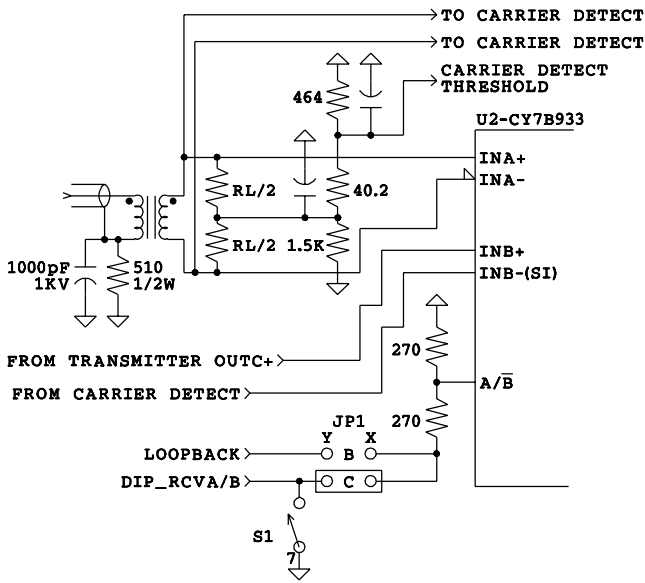 TO CARRIER DETECT
TO CARRIER DETECT
CARRIER DETECT
THRESHOLD
464
U2-CY7B933
INA+
INA-
RL/2
40.2
RL/2
1.5K
INB+
INB-(SI)
1000pF
1KV
510
1/2W
270
FROM TRANSMITTER OUTC+
A/B̅
FROM CARRIER DETECT
270
JP1
Y X
LOOPBACK
B
DIP_RCVA/B
C
S1
7